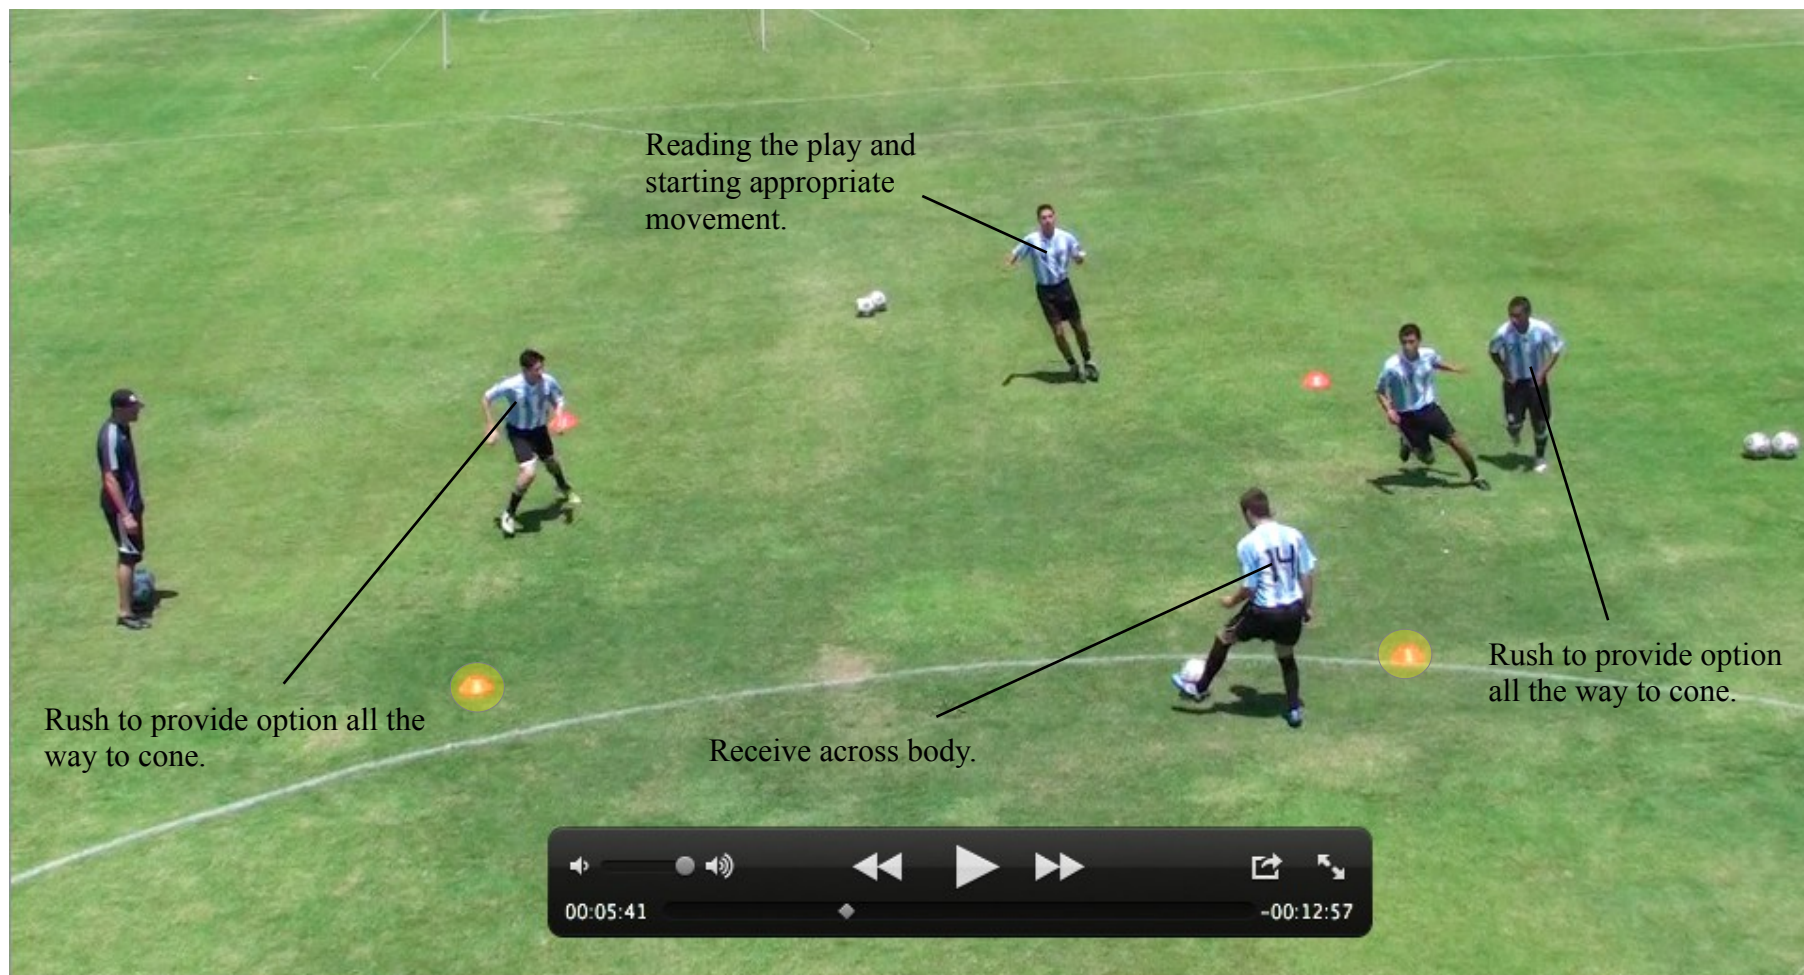 Reading the play and
starting appropriate
movement.
14
Rush to provide option
all the way to cone.
Rush to provide option all the
way to cone.
Receive across body.
00:05:41
-00:12:57